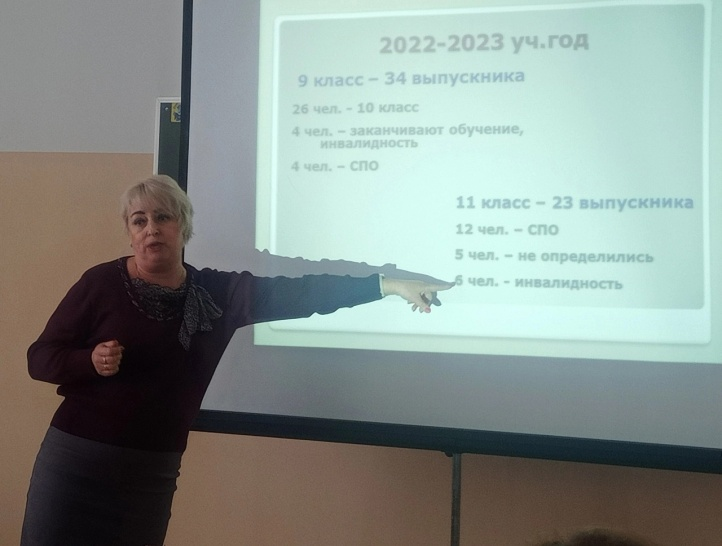 2022-2023 уч.год
9 класс – 34 выпускника
26 чел. - 10 класс
4 чел. – заканчивают обучение,
инвалидность
4 чел. – СПО
11 класс – 23 выпускника
12 чел. – СПО
5 чел. – не определились
6 чел. - инвалидность